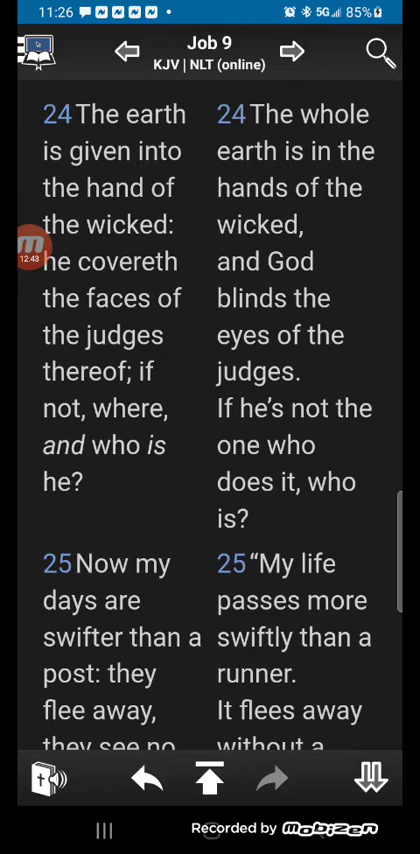 11:26 5G 85%
Job 9
KJV | NLT (online)
24 The earth
is given into
the hand of
the wicked:
he covereth
the faces of
the judges
thereof; if
not, where,
and who is
he?
25 Now my
days are
swifter than a
post: they
flee away,
they see no
24 The whole
earth is in the
hands of the
wicked,
and God
blinds the
eyes of the
judges.
If he’s not the
one who
does it, who
is?
25 “My life
passes more
swiftly than a
runner.
It flees away
without a
12:43
Recorded by mobizen